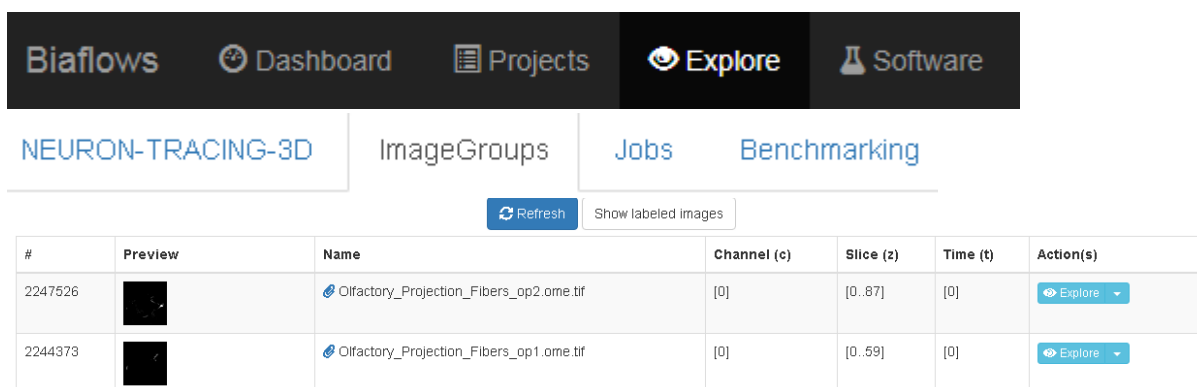 Biaflows Dashboard Projects Explore Software
NEURON-TRACING-3D ImageGroups Jobs Benchmarking
Refresh Show labeled images
# Preview Name Channel (c) Slice (z) Time (t) Action(s)
2247526 Olfactory_Projection_Fibers_op2.ome.tif [0] [0..87] [0] Explore
2244373 Olfactory_Projection_Fibers_op1.ome.tif [0] [0..59] [0] Explore